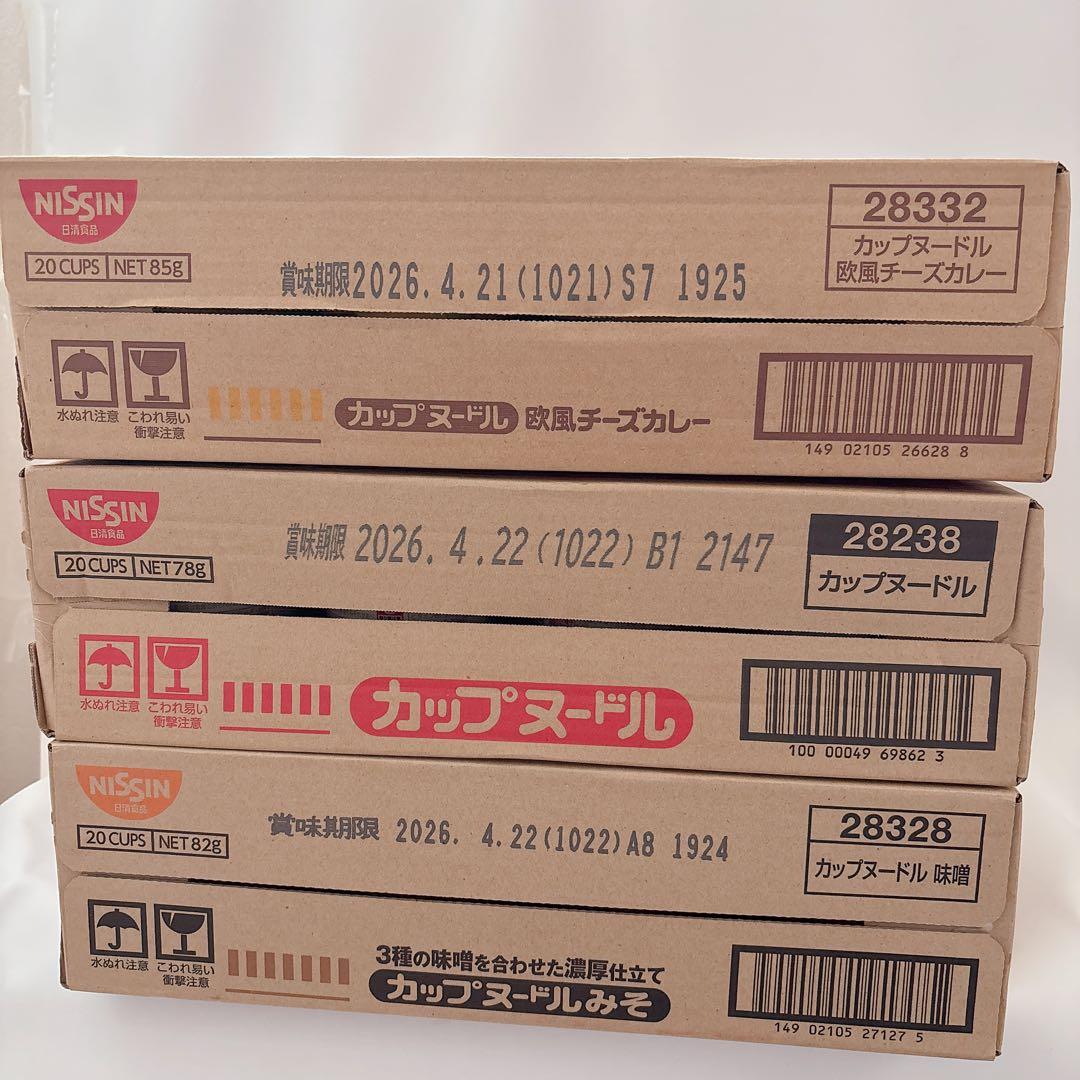 NISSIN
日清食品
20 CUPS NET 85g
賞味期限2026. 4.21(1021)S7 1925
28332
カップヌードル
欧風チーズカレー
水ぬれ注意 こわれ易い
衝撃注意
カップヌードル 欧風チーズカレー
149 02105 26628 8
NISSIN
日清食品
20 CUPS NET 78g
賞味期限 2026. 4.22(1022) B1 2147
28238
カップヌードル
水ぬれ注意 こわれ易い
衝撃注意
カップヌードル
100 00049 69862 3
NISSIN
日清食品
20 CUPS NET 82g
賞味期限 2026. 4.22(1022)A8 1924
28328
カップヌードル 味噌
水ぬれ注意 こわれ易い
衝撃注意
3種の味噌を合わせた濃厚仕立て
カップヌードルみそ
149 02105 27127 5